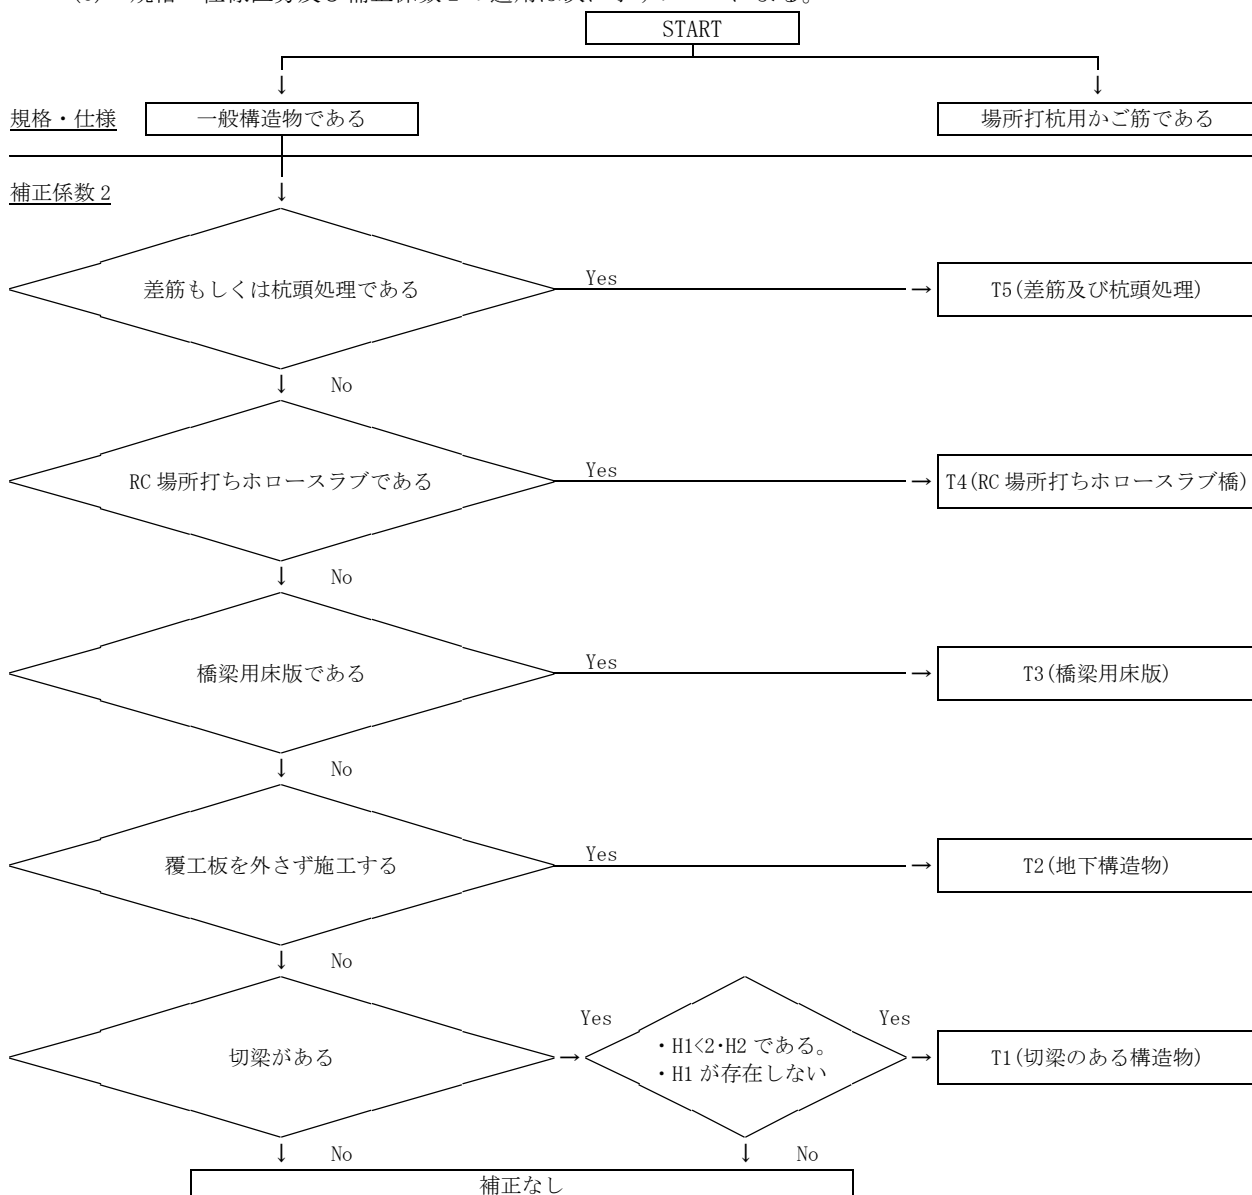 START
規格・仕様
一般構造物である
場所打杭用かご筋である
補正係数 2
差筋もしくは杭頭処理である
Yes
T5(差筋及び杭頭処理)
No
RC 場所打ちホロースラブである
Yes
T4(RC 場所打ちホロースラブ橋)
No
橋梁用床版である
Yes
T3(橋梁用床版)
No
覆工板を外さず施工する
Yes
T2(地下構造物)
No
切梁がある
Yes
・H1<2・H2 である。
・H1 が存在しない
Yes
T1(切梁のある構造物)
No
No
補正なし